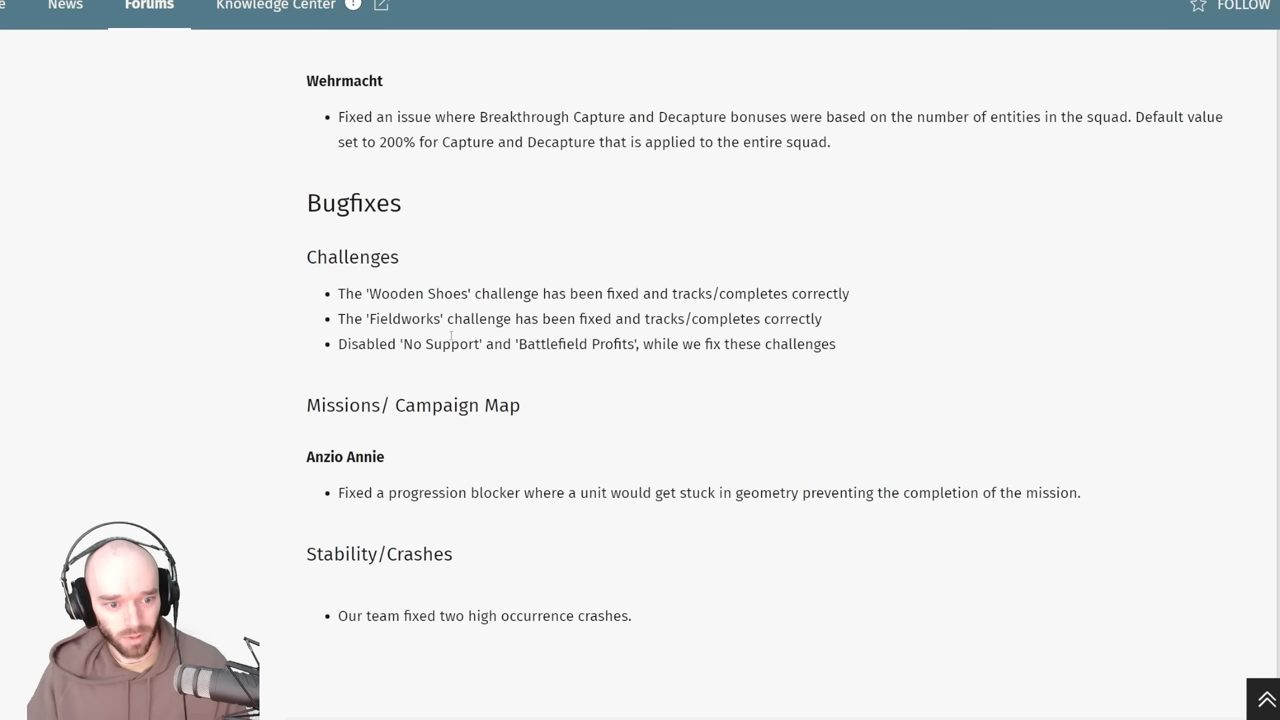 News Forums Knowledge Center FOLLOW
Wehrmacht
• Fixed an issue where Breakthrough Capture and Decapture bonuses were based on the number of entities in the squad. Default value
set to 200% for Capture and Decapture that is applied to the entire squad.
Bugfixes
Challenges
• The 'Wooden Shoes' challenge has been fixed and tracks/completes correctly
• The 'Fieldworks' challenge has been fixed and tracks/completes correctly
• Disabled 'No Support' and 'Battlefield Profits', while we fix these challenges
Missions/ Campaign Map
Anzio Annie
• Fixed a progression blocker where a unit would get stuck in geometry preventing the completion of the mission.
Stability/Crashes
• Our team fixed two high occurrence crashes.